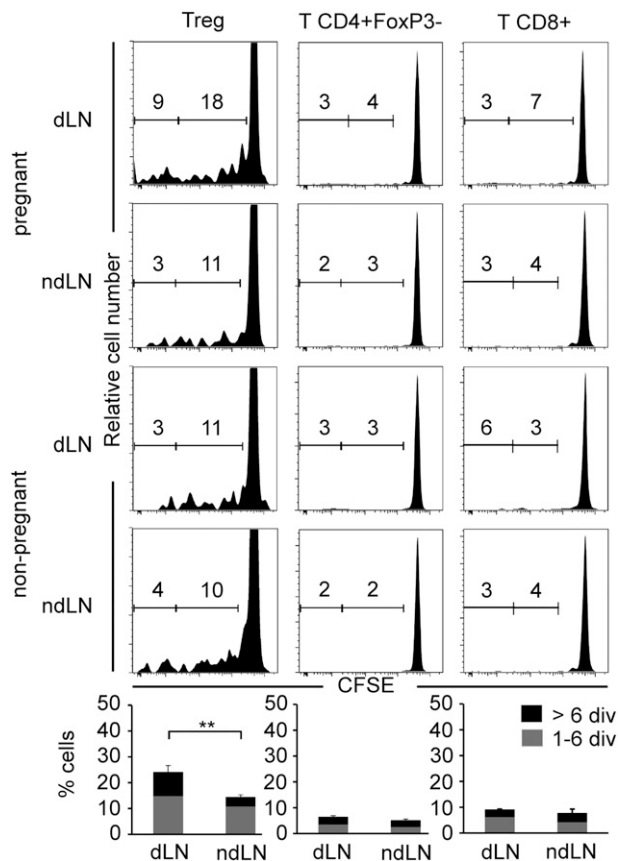 Treg T CD4+FoxP3- T CD8+
pregnant
non-pregnant
Relative cell number
dLN
9 18 3 4 3 7
ndLN
3 11 2 3 3 4
dLN
3 11 3 3 6 3
ndLN
4 10 2 2 3 4
CFSE
% cells
50 50 50
40 40 40
30 30 30
20 20 20
10 10 10
0 0 0
**
> 6 div
1-6 div
dLN ndLN dLN ndLN dLN ndLN